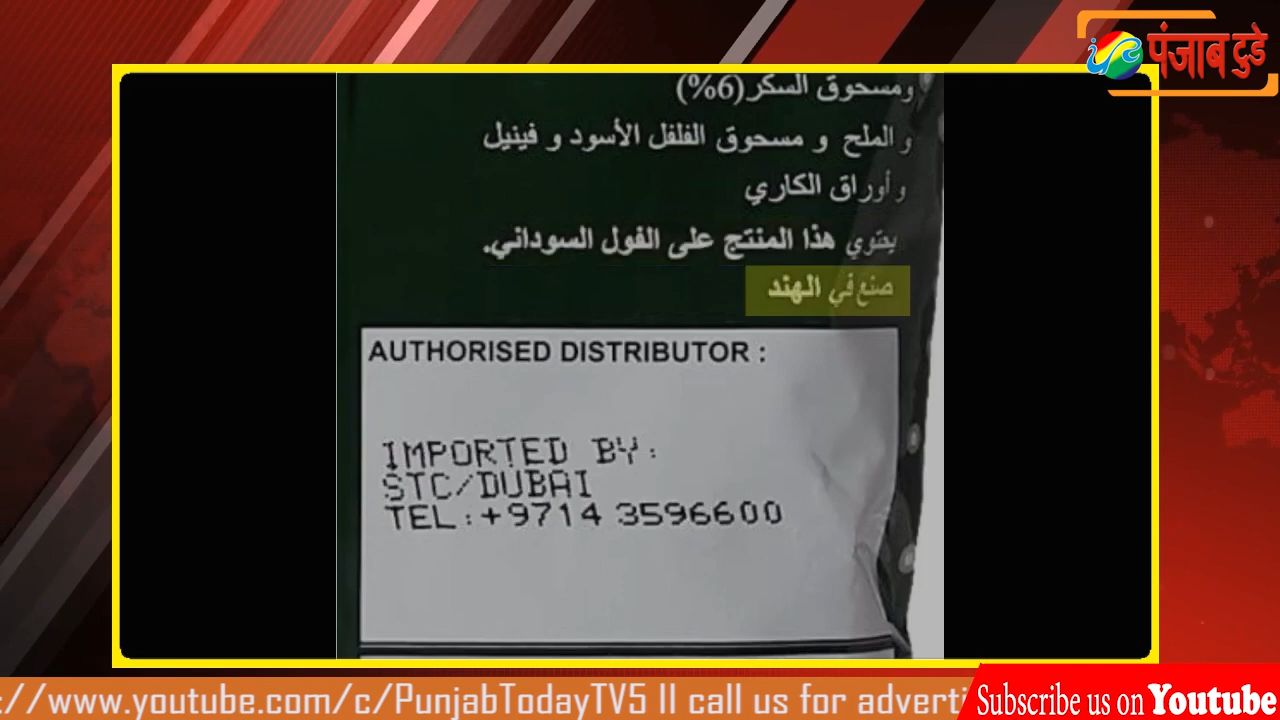 पंजाब टुडे
ومسحوق السكر(6%)
و الملح و مسحوق الفلفل الأسود و فينيل
و أوراق الكاري
يحتوي هذا المنتج على الفول السوداني.
صنع في الهند
AUTHORISED DISTRIBUTOR :
IMPORTED BY:
STC/DUBAI
TEL:+9714 3596600
://www.youtube.com/c/PunjabTodayTV5 II call us for adverti
Subscribe us on Youtube